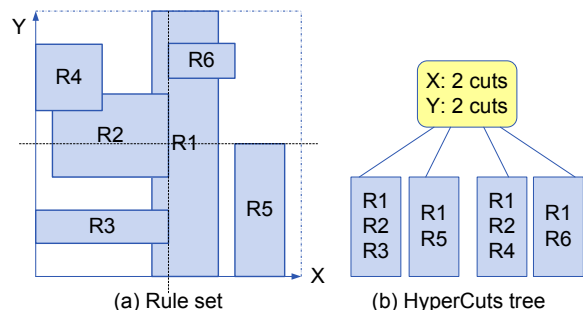 Y
R4
R6
R2
R1
R3
R5
X
(a) Rule set
X: 2 cuts
Y: 2 cuts
R1
R2
R3
R1
R5
R1
R2
R4
R1
R6
(b) HyperCuts tree